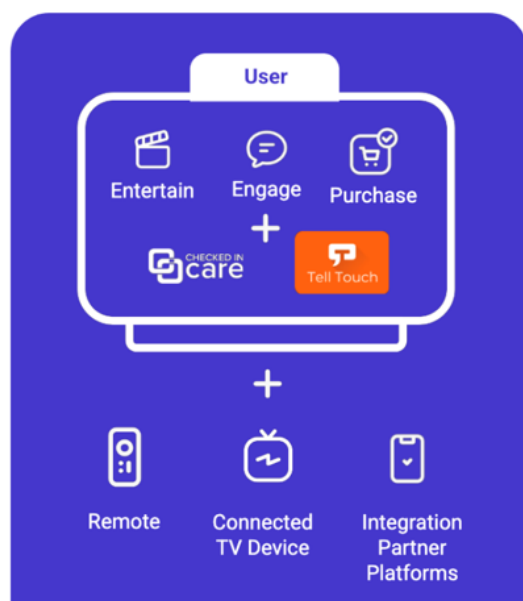 User
Entertain
Engage
Purchase
+
CHECKED IN
care
Tell Touch
+
Remote
Connected
TV Device
Integration
Partner
Platforms